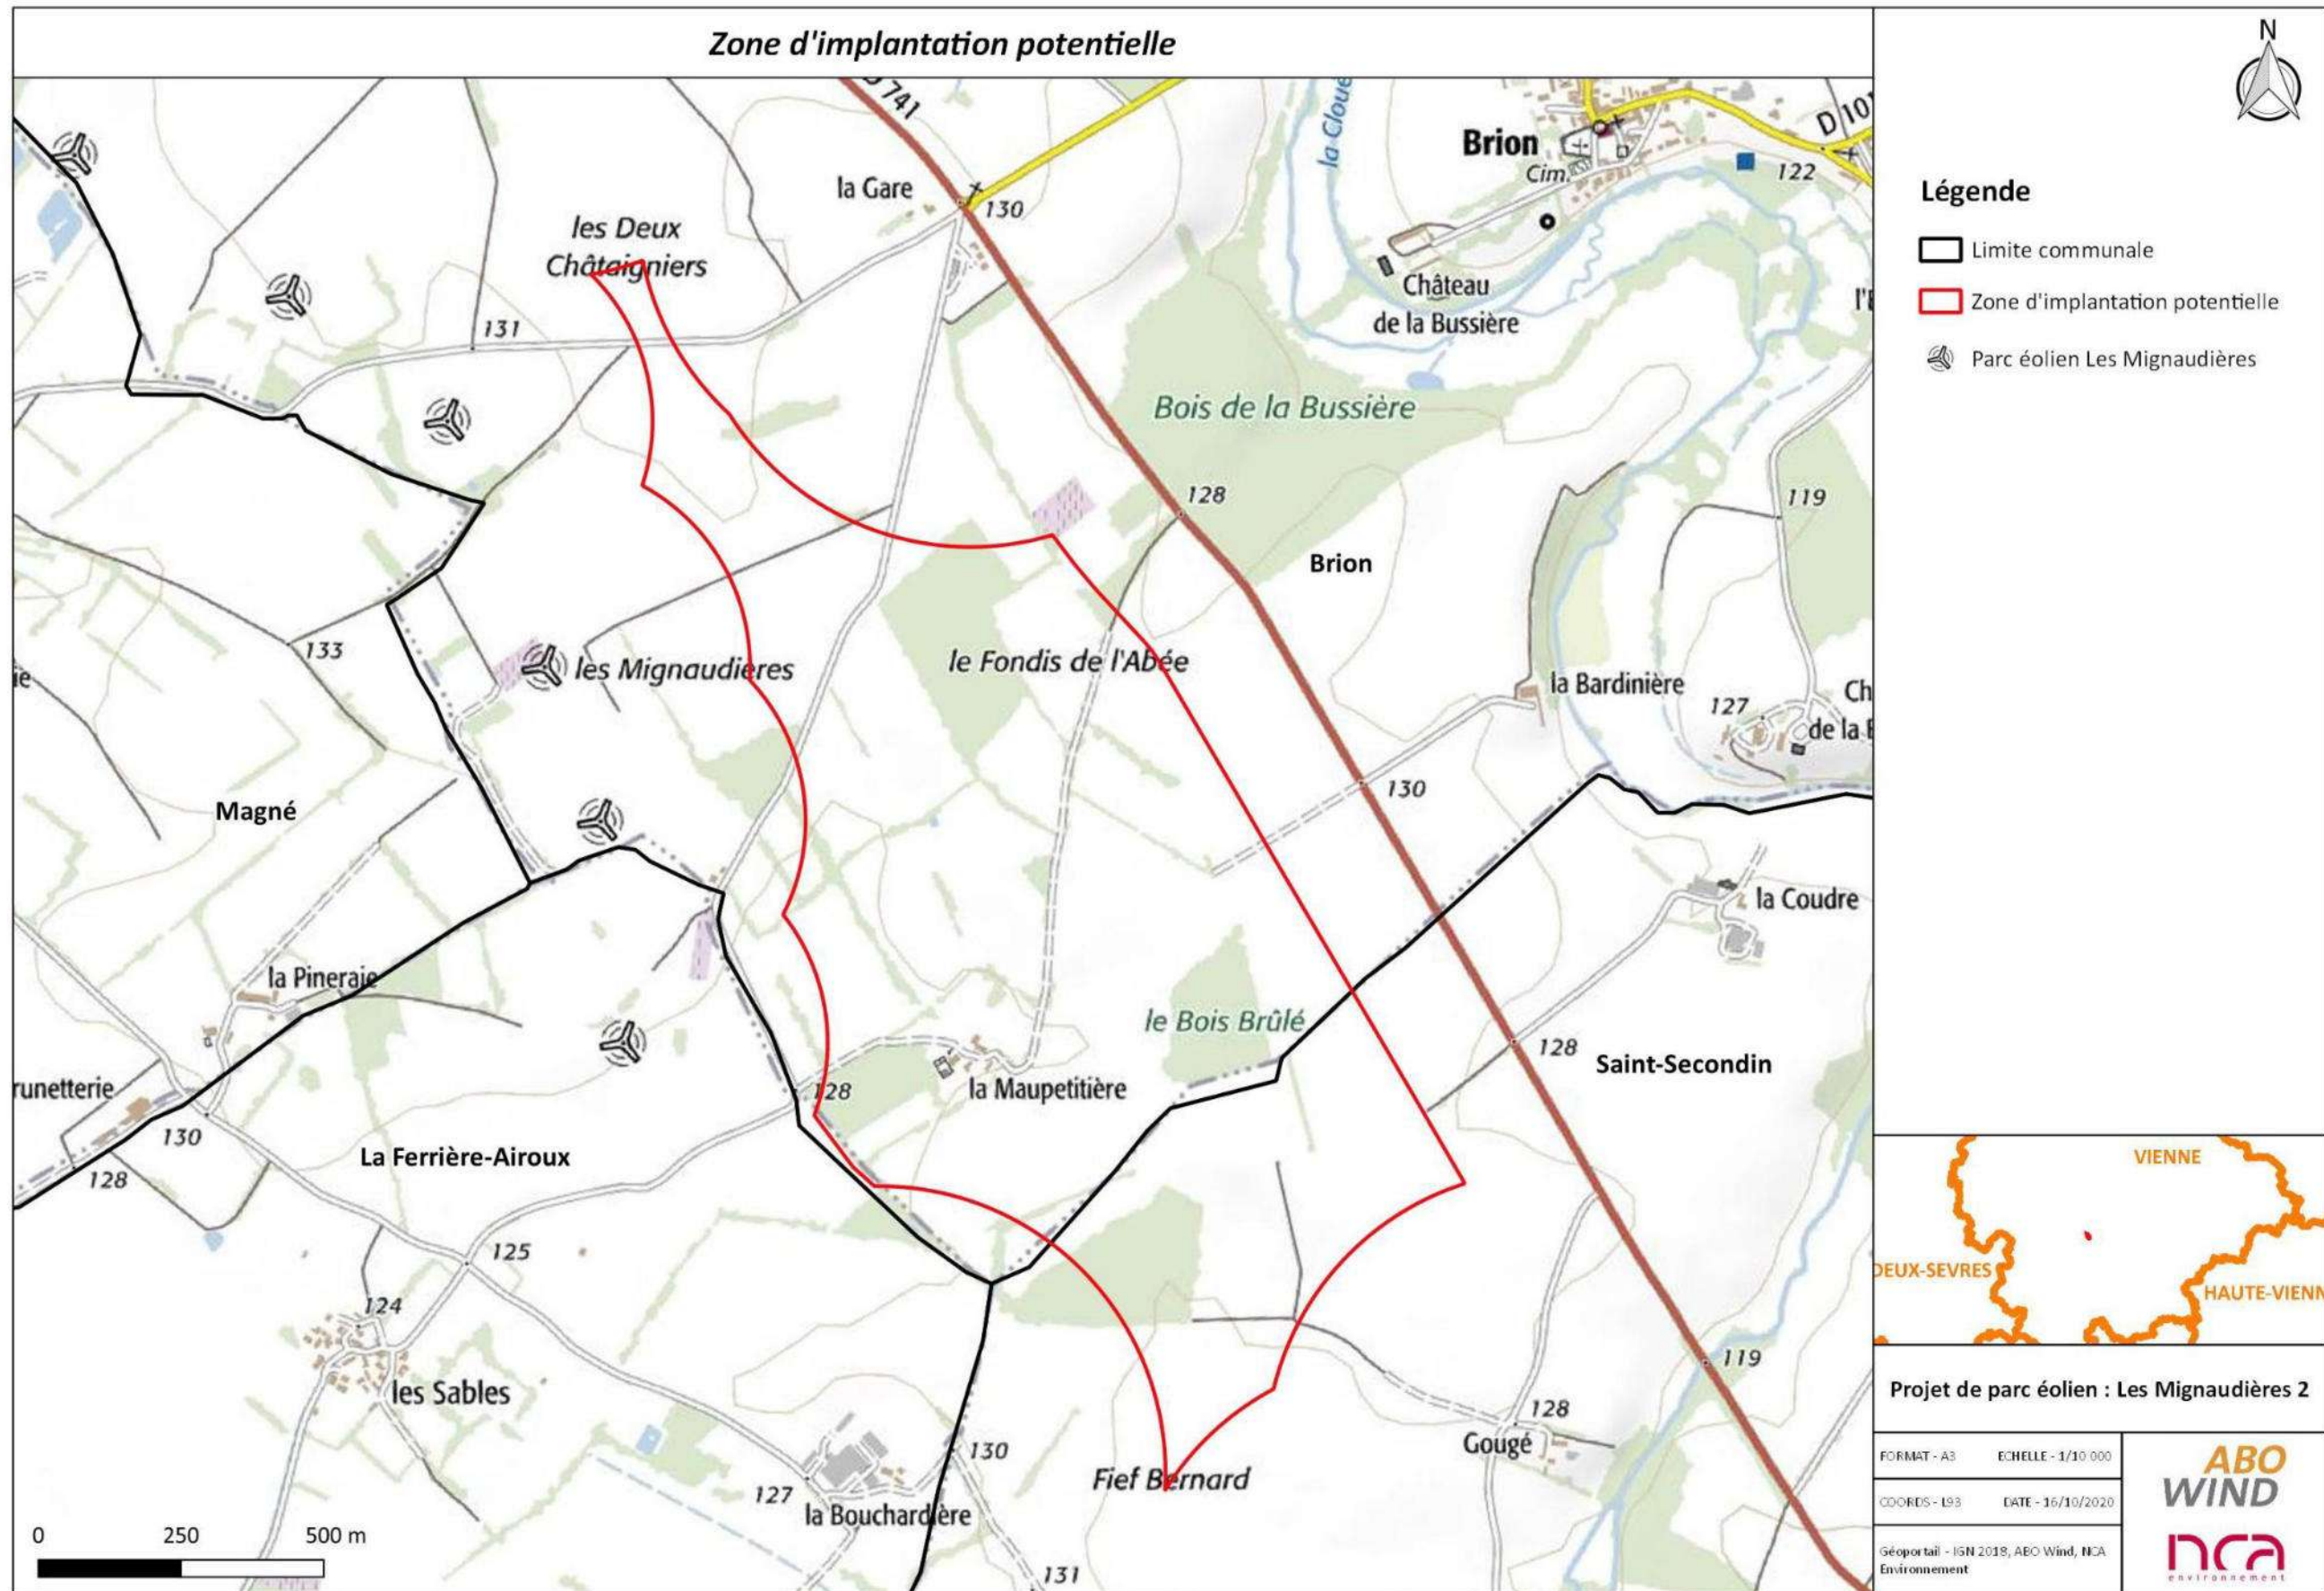 Zone d'implantation potentielle
N
Légende
Limite communale
Zone d'implantation potentielle
Parc éolien Les Mignaudières
741
la Clouère
Brion
D 10
Cim.
122
la Gare
130
les Deux
Châtaigniers
Château
de la Bussière
131
Bois de la Bussière
128
119
Brion
133
les Mignaudières
le Fondis de l'Abée
la Bardinière
127
Ch
de la
130
Magné
la Coudre
la Pineraie
le Bois Brûlé
128
Saint-Secondin
runetterie
128
la Maupetitière
130
La Ferrière-Airoux
128
125
124
119
les Sables
128
Gougé
130
Fief Bernard
127
la Bouchardière
131
0 250 500 m
VIENNE
DEUX-SEVRES
HAUTE-VIENN
Projet de parc éolien : Les Mignaudières 2
FORMAT - A3 ECHELLE - 1/10 000
COORDS - L93 DATE - 16/10/2020
Géoportail - IGN 2018, ABO Wind, NCA
Environnement
ABO
WIND
nca
environnement